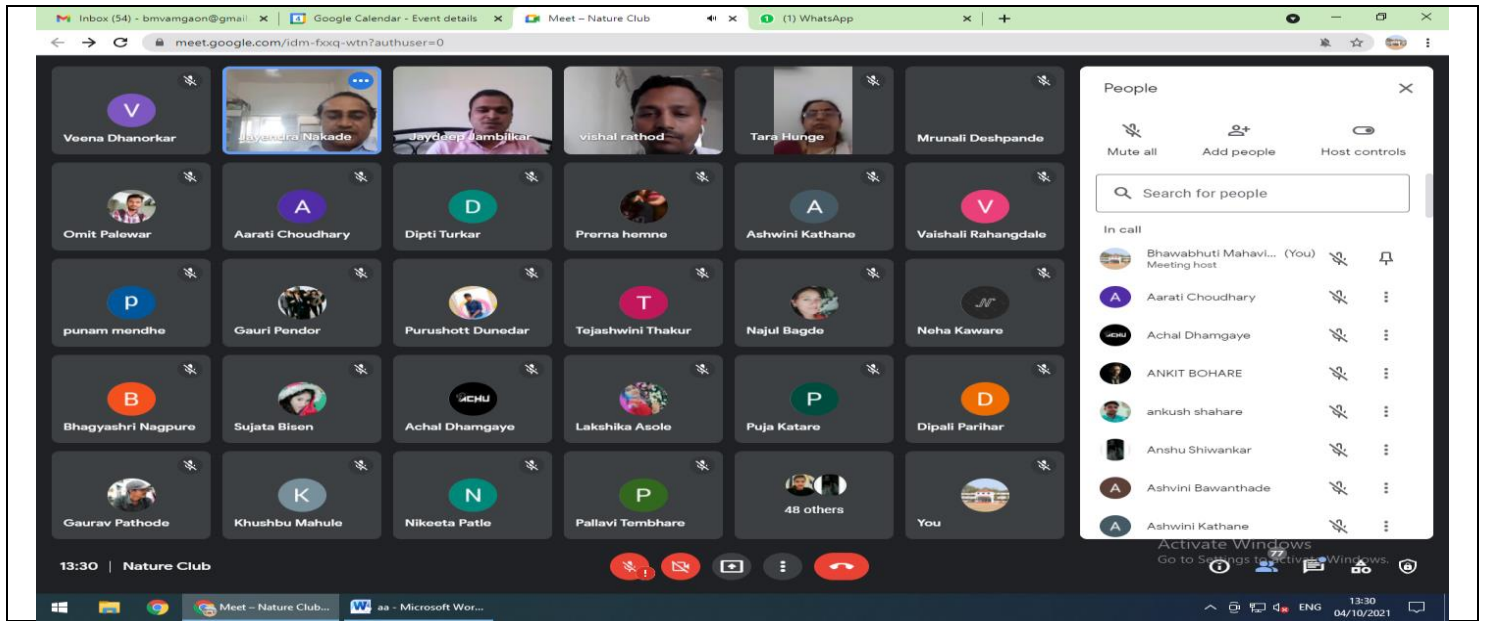 Inbox (54) - bmvamgaon@gmail
Google Calendar - Event details
Meet – Nature Club
(1) WhatsApp
meet.google.com/idm-fxxq-wtn?authuser=0
V
Veena Dhanorkar
Jayendra Nakade
Jaydeep Jambilkar
vishal rathod
Tara Hunge
Mrunali Deshpande
Omit Palewar
A
Aarati Choudhary
D
Dipti Turkar
Prerna hemne
A
Ashwini Kathane
V
Vaishali Rahangdale
p
punam mendhe
Gauri Pendor
Purushott Dunedar
T
Tejashwini Thakur
Najul Bagde
N
Neha Kaware
B
Bhagyashri Nagpure
Sujata Bisen
ACHU
Achal Dhamgaye
Lakshika Asole
P
Puja Katare
D
Dipali Parihar
Gaurav Pathode
K
Khushbu Mahule
N
Nikeeta Patle
P
Pallavi Tembhare
48 others
You
People
Mute all
Add people
Host controls
Search for people
In call
Bhawabhuti Mahavi... (You)
Meeting host
A Aarati Choudhary
ACHU Achal Dhamgaye
ANKIT BOHARE
ankush shahare
Anshu Shiwankar
A Ashvini Bawanthade
A Ashwini Kathane
Activate Windows
Go to Settings to activate Windows.
77
13:30 | Nature Club
Meet – Nature Club...
aa - Microsoft Wor...
ENG
13:30
04/10/2021